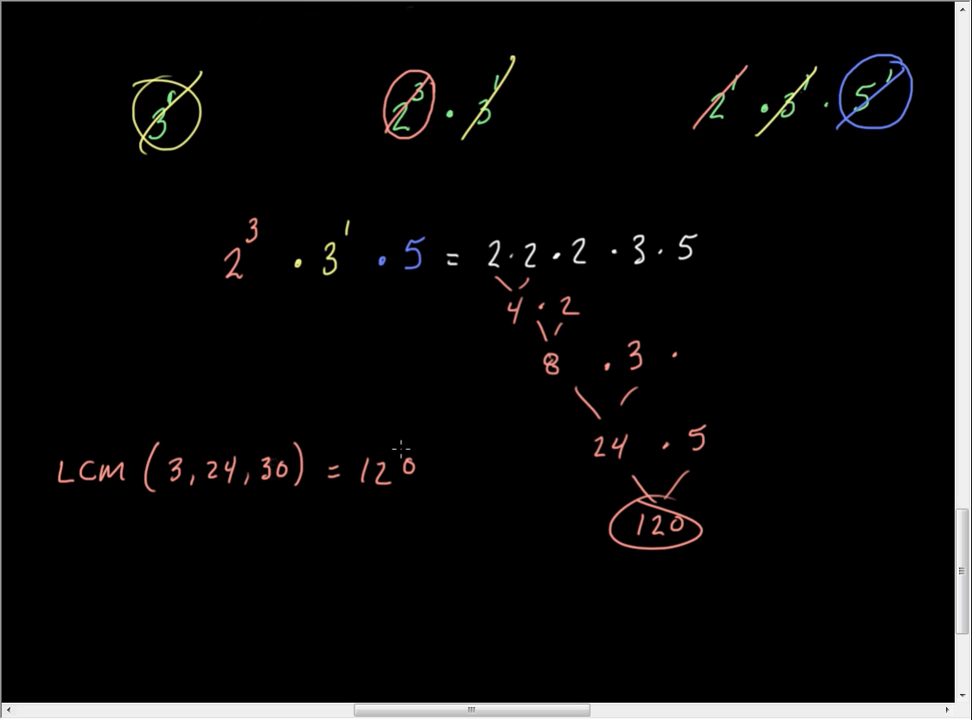 3¹ 2³ · 3¹ 2¹ · 3¹ · 5¹
2³ · 3¹ · 5 = 2 · 2 · 2 · 3 · 5
4 · 2
8 · 3 ·
24 · 5
LCM (3, 24, 30) = 120
120